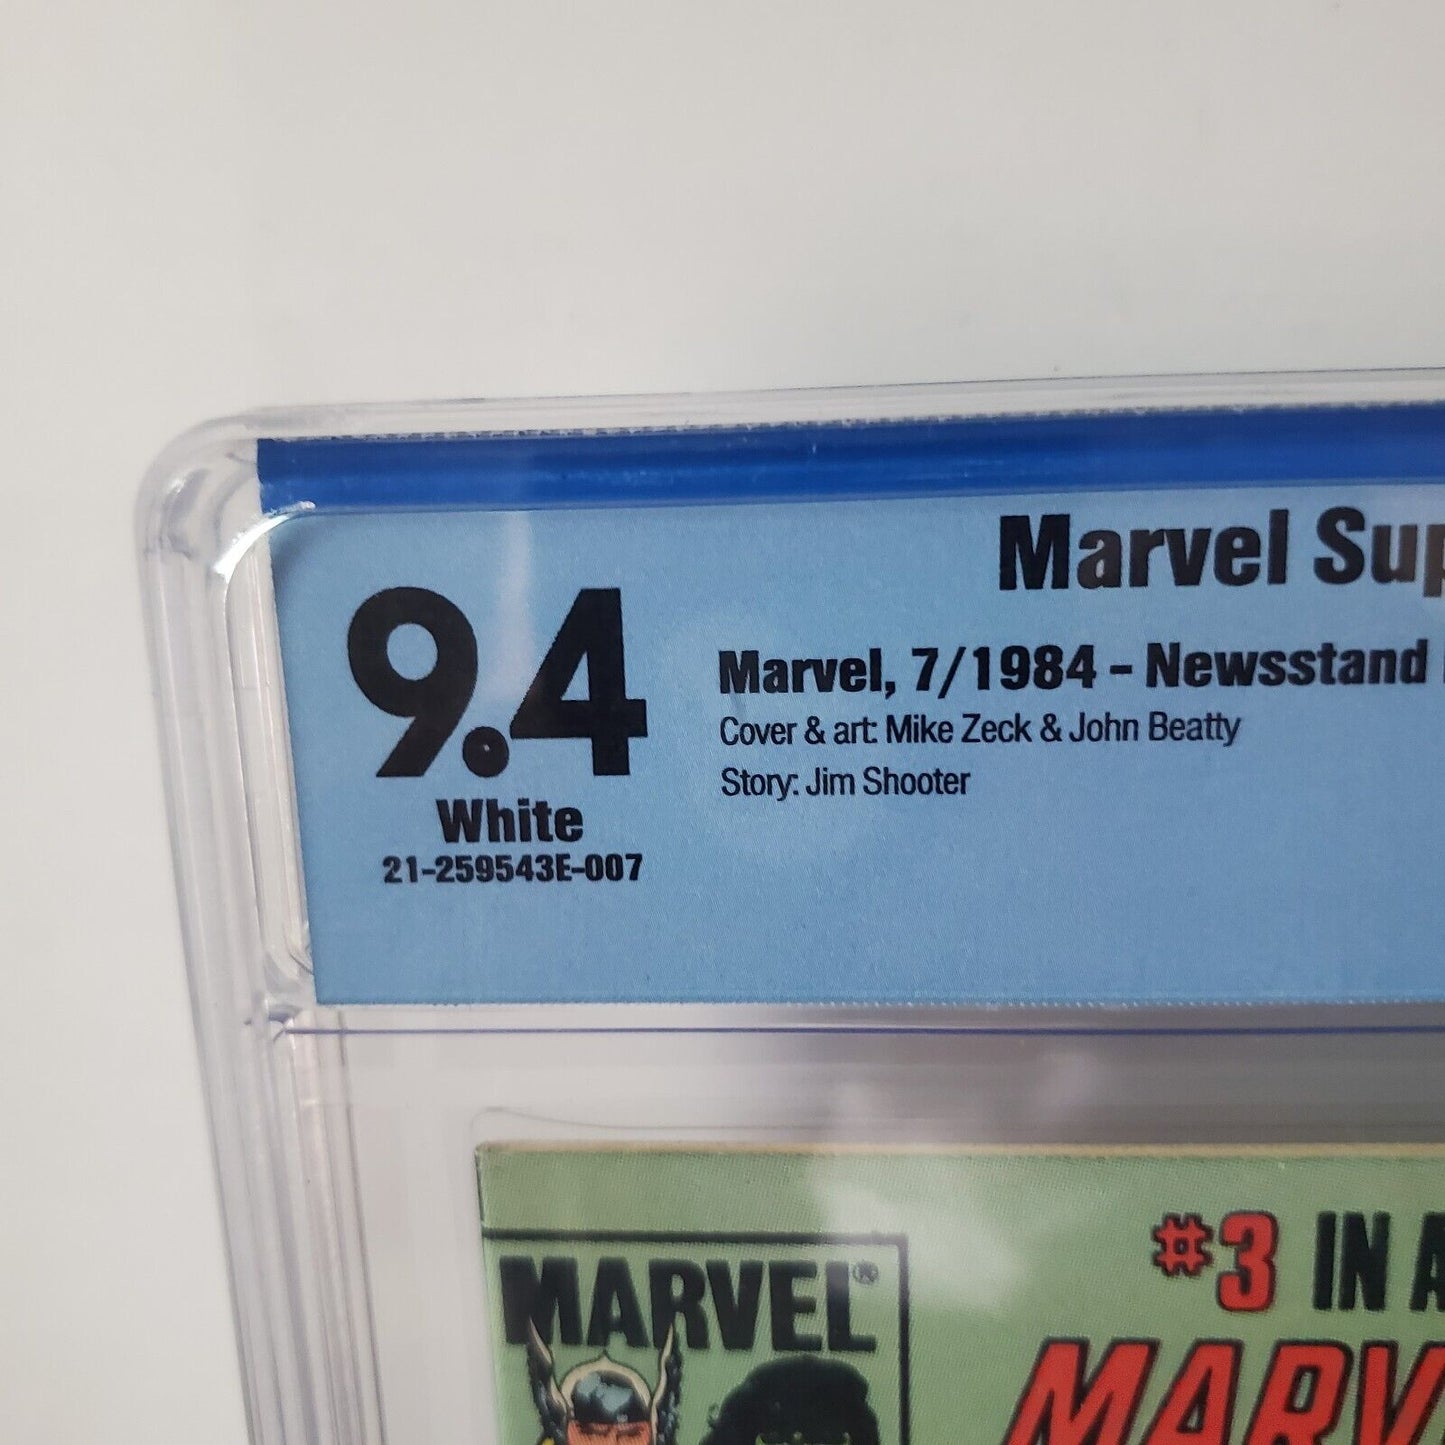 Marvel Sup
9.4
Marvel, 7/1984 - Newsstand
Cover & art: Mike Zeck & John Beatty
Story: Jim Shooter
White
21-259543E-007
#3 IN A
MARVEL®
MARV